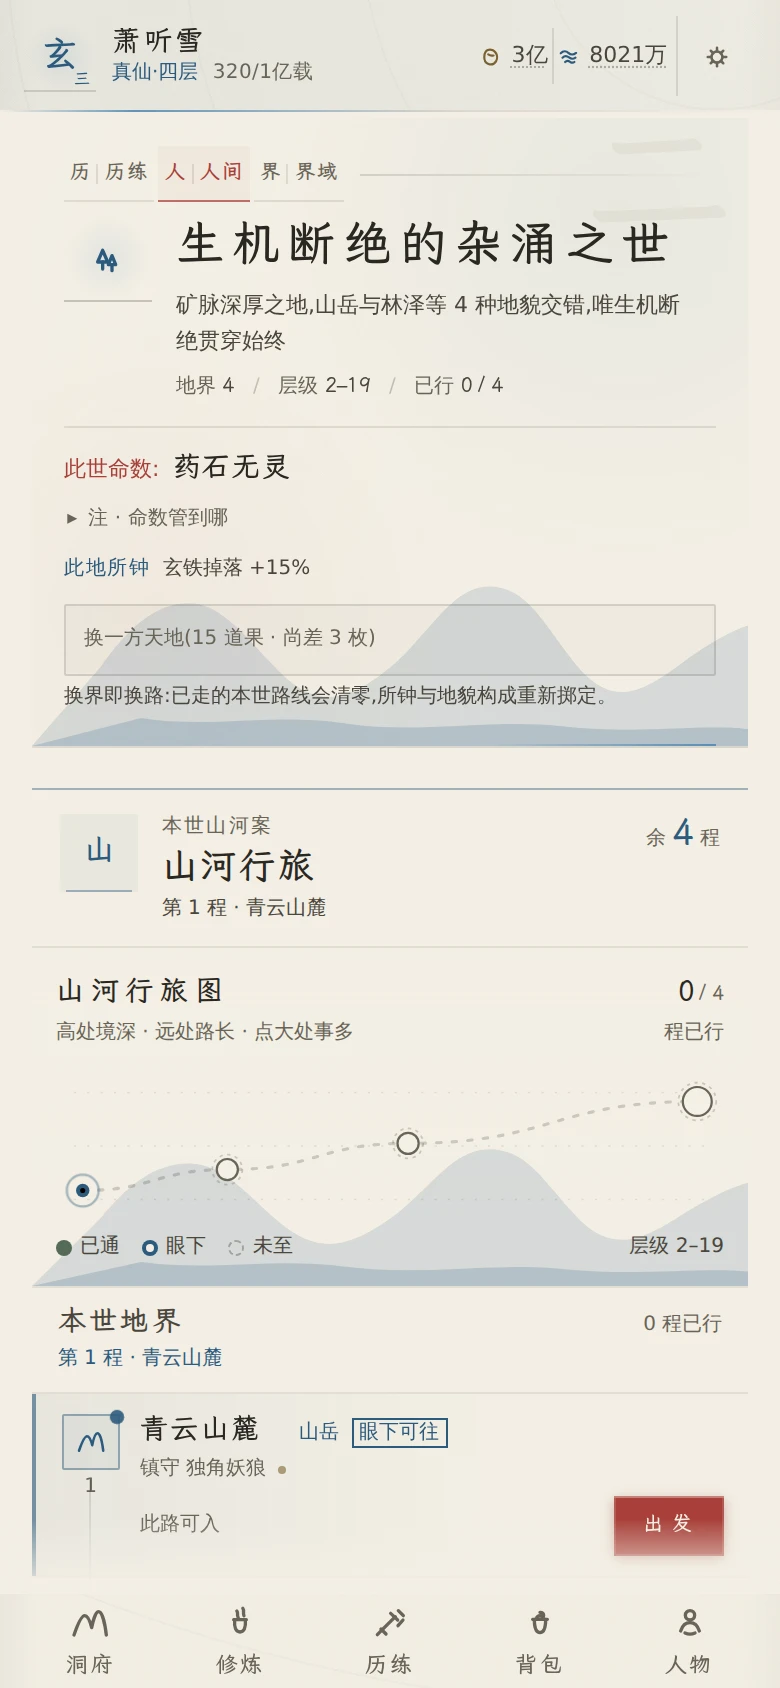 玄三
萧听雪
真仙·四层 320/1亿载
3亿 8021万
历 历练 人 人间 界 界域
生机断绝的杂涌之世
矿脉深厚之地,山岳与林泽等 4 种地貌交错,唯生机断
绝贯穿始终
地界 4 / 层级 2–19 / 已行 0 / 4
此世命数: 药石无灵
▸ 注 · 命数管到哪
此地所钟 玄铁掉落 +15%
换一方天地(15 道果 · 尚差 3 枚)
换界即换路:已走的本世路线会清零,所钟与地貌构成重新掷定。
山
本世山河案
山河行旅
第 1 程 · 青云山麓
余 4 程
山河行旅图
0 / 4
高处境深 · 远处路长 · 点大处事多
程已行
已通 眼下 未至
层级 2–19
本世地界
0 程已行
第 1 程 · 青云山麓
青云山麓 山岳 眼下可往
镇守 独角妖狼
1
此路可入
出发
洞府 修炼 历练 背包 人物